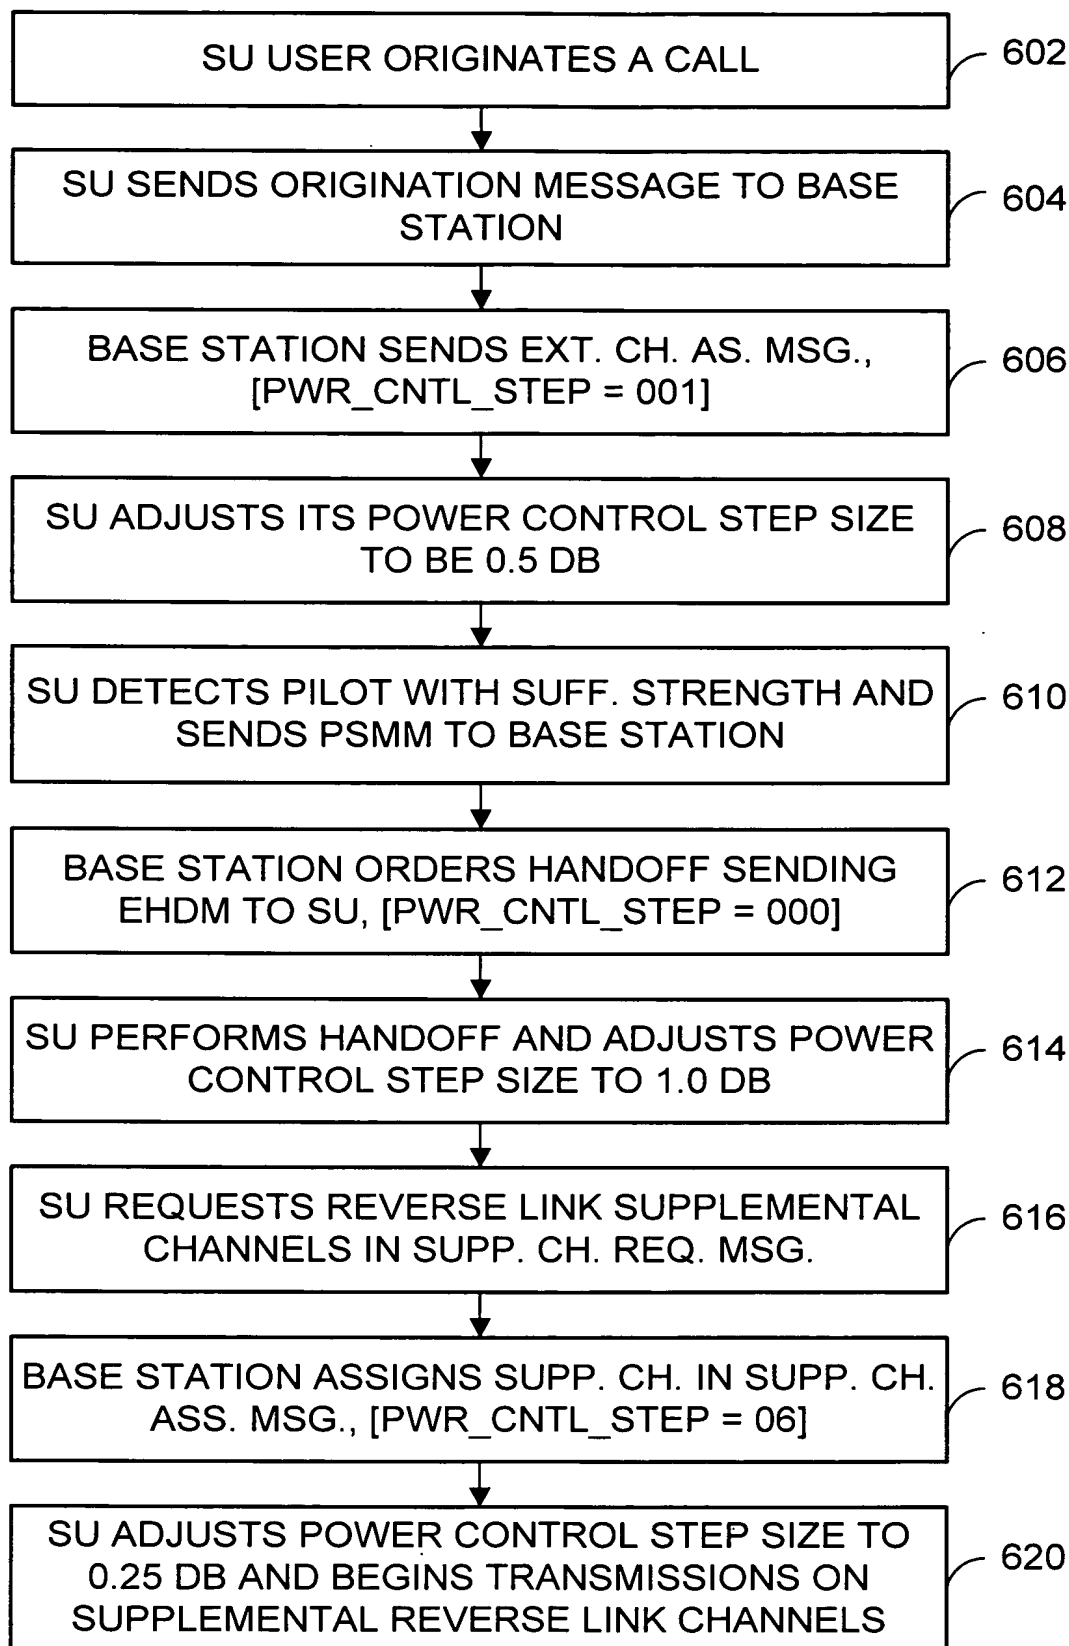 SU USER ORIGINATES A CALL
602
SU SENDS ORIGINATION MESSAGE TO BASE
STATION
604
BASE STATION SENDS EXT. CH. AS. MSG.,
[PWR_CNTL_STEP = 001]
606
SU ADJUSTS ITS POWER CONTROL STEP SIZE
TO BE 0.5 DB
608
SU DETECTS PILOT WITH SUFF. STRENGTH AND
SENDS PSMM TO BASE STATION
610
BASE STATION ORDERS HANDOFF SENDING
EHDM TO SU, [PWR_CNTL_STEP = 000]
612
SU PERFORMS HANDOFF AND ADJUSTS POWER
CONTROL STEP SIZE TO 1.0 DB
614
SU REQUESTS REVERSE LINK SUPPLEMENTAL
CHANNELS IN SUPP. CH. REQ. MSG.
616
BASE STATION ASSIGNS SUPP. CH. IN SUPP. CH.
ASS. MSG., [PWR_CNTL_STEP = 06]
618
SU ADJUSTS POWER CONTROL STEP SIZE TO
0.25 DB AND BEGINS TRANSMISSIONS ON
SUPPLEMENTAL REVERSE LINK CHANNELS
620